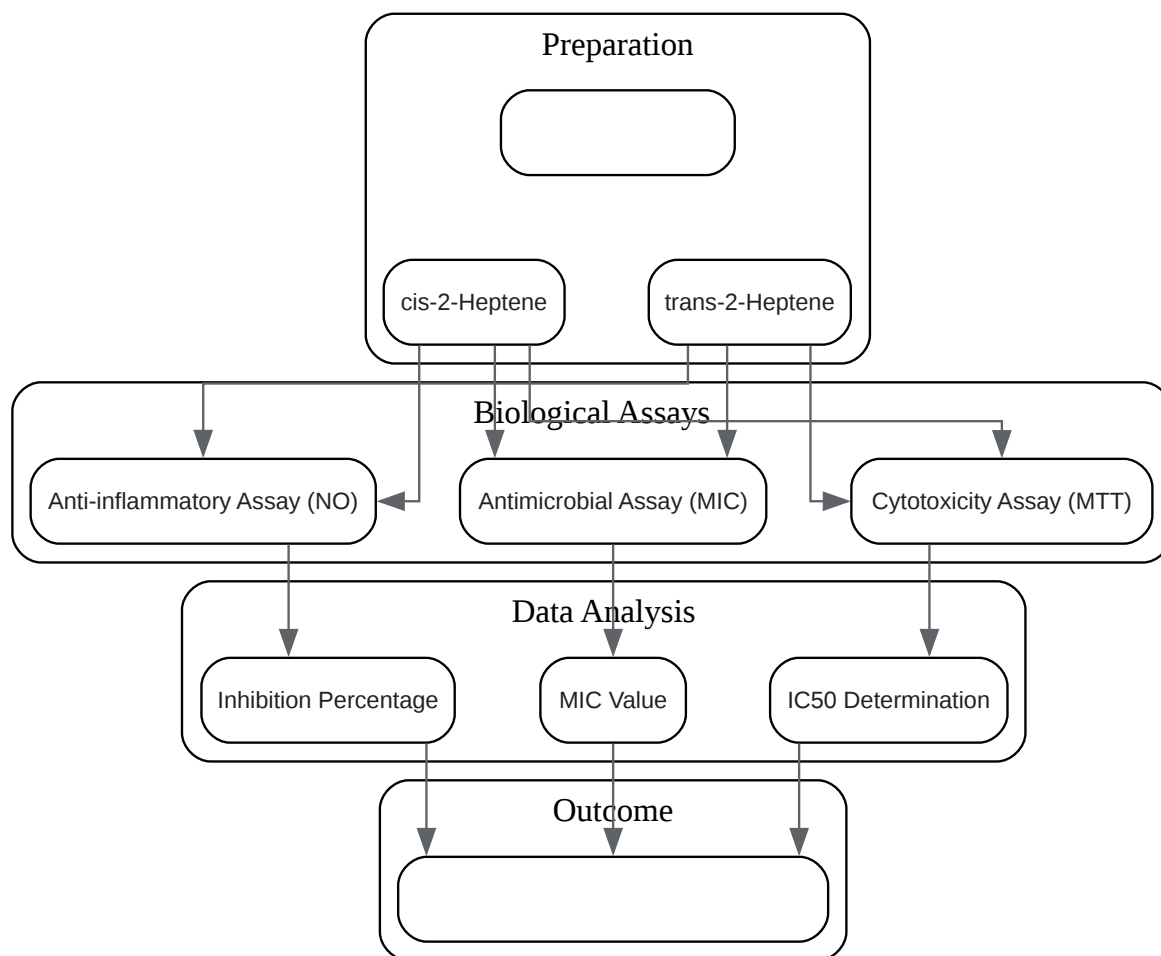 Preparation
cis-2-Heptene
trans-2-Heptene
Biological Assays
Anti-inflammatory Assay (NO)
Antimicrobial Assay (MIC)
Cytotoxicity Assay (MTT)
Data Analysis
Inhibition Percentage
MIC Value
IC50 Determination
Outcome